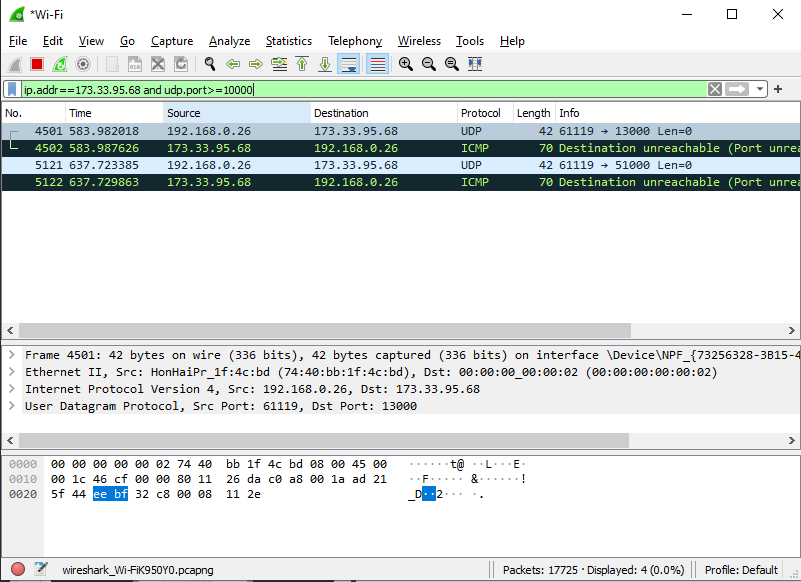 *Wi-Fi
File Edit View Go Capture Analyze Statistics Telephony Wireless Tools Help
ip.addr==173.33.95.68 and udp.port>=10000
No. Time Source Destination Protocol Length Info
4501 583.982018 192.168.0.26 173.33.95.68 UDP 42 61119 → 13000 Len=0
4502 583.987626 173.33.95.68 192.168.0.26 ICMP 70 Destination unreachable (Port unrea
5121 637.723385 192.168.0.26 173.33.95.68 UDP 42 61119 → 51000 Len=0
5122 637.729863 173.33.95.68 192.168.0.26 ICMP 70 Destination unreachable (Port unrea
Frame 4501: 42 bytes on wire (336 bits), 42 bytes captured (336 bits) on interface \Device\NPF_{73256328-3B15-4
Ethernet II, Src: HonHaiPr_1f:4c:bd (74:40:bb:1f:4c:bd), Dst: 00:00:00_00:00:02 (00:00:00:00:00:02)
Internet Protocol Version 4, Src: 192.168.0.26, Dst: 173.33.95.68
User Datagram Protocol, Src Port: 61119, Dst Port: 13000
0000 00 00 00 00 00 02 74 40 bb 1f 4c bd 08 00 45 00 ······t@ ··L···E·
0010 00 1c 46 cf 00 00 80 11 26 da c0 a8 00 1a ad 21 ··F····· &······!
0020 5f 44 ee bf 32 c8 00 08 11 2e _D··2··· ·.
wireshark_Wi-FiK950Y0.pcapng
Packets: 17725 · Displayed: 4 (0.0%)
Profile: Default